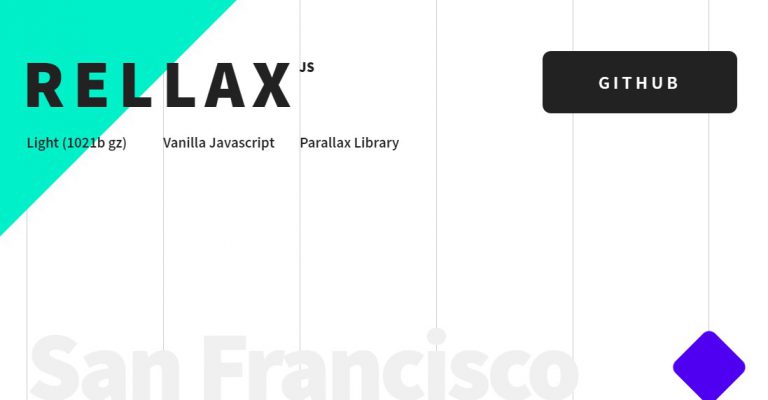 RELLAX JS
GITHUB
Light (1021b gz) Vanilla Javascript Parallax Library
San Francisco